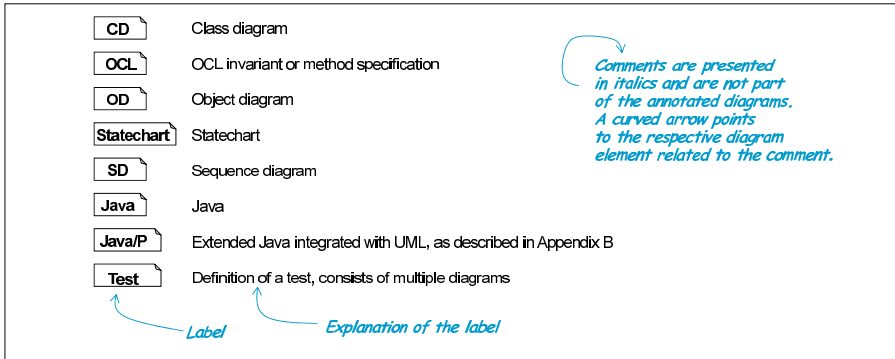 CD Class diagram
OCL OCL invariant or method specification
OD Object diagram
Statechart Statechart
SD Sequence diagram
Java Java
Java/P Extended Java integrated with UML, as described in Appendix B
Test Definition of a test, consists of multiple diagrams
Label
Explanation of the label
Comments are presented
in italics and are not part
of the annotated diagrams.
A curved arrow points
to the respective diagram
element related to the comment.